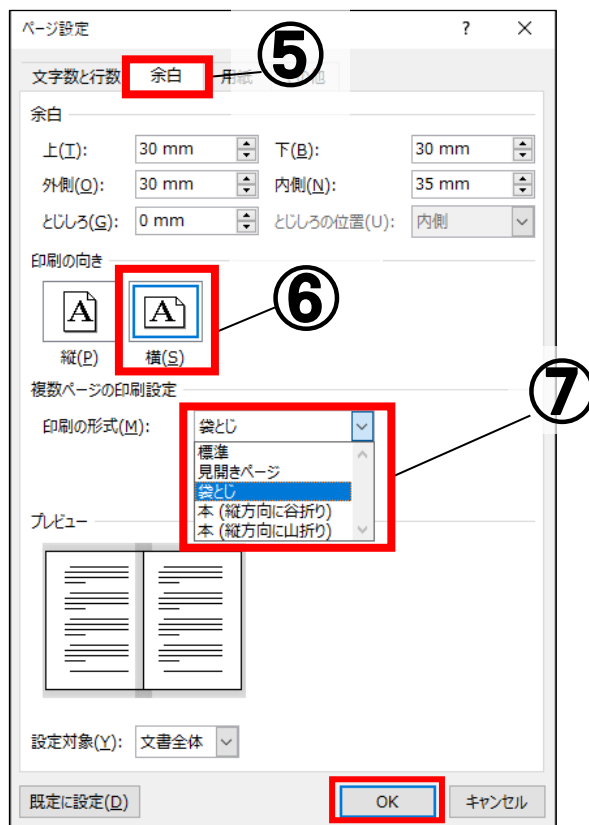 ページ設定 ? ×
⑤
文字数と行数 余白 用紙
余白
上(T): 30 mm 下(B): 30 mm
外側(O): 30 mm 内側(N): 35 mm
とじしろ(G): 0 mm とじしろの位置(U): 内側
印刷の向き
⑥
A A
縦(P) 横(S)
複数ページの印刷設定
⑦
印刷の形式(M): 袋とじ
標準
見開きページ
袋とじ
本 (縦方向に谷折り)
本 (縦方向に山折り)
プレビュー
設定対象(Y): 文書全体
既定に設定(D) OK キャンセル